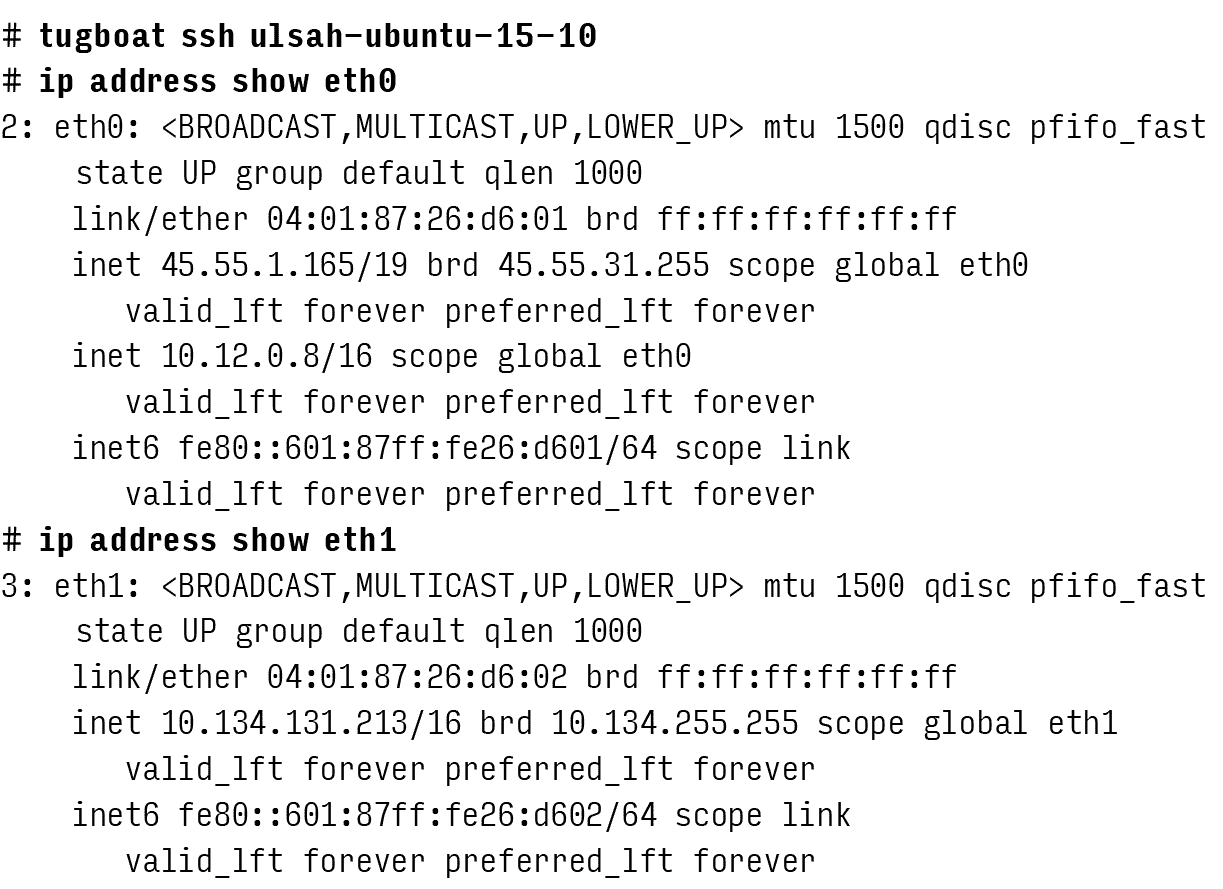 # tugboat ssh ulsah-ubuntu-15-10
# ip address show eth0
2: eth0: <BROADCAST,MULTICAST,UP,LOWER_UP> mtu 1500 qdisc pfifo_fast
state UP group default qlen 1000
link/ether 04:01:87:26:d6:01 brd ff:ff:ff:ff:ff:ff
inet 45.55.1.165/19 brd 45.55.31.255 scope global eth0
valid_lft forever preferred_lft forever
inet 10.12.0.8/16 scope global eth0
valid_lft forever preferred_lft forever
inet6 fe80::601:87ff:fe26:d601/64 scope link
valid_lft forever preferred_lft forever
# ip address show eth1
3: eth1: <BROADCAST,MULTICAST,UP,LOWER_UP> mtu 1500 qdisc pfifo_fast
state UP group default qlen 1000
link/ether 04:01:87:26:d6:02 brd ff:ff:ff:ff:ff:ff
inet 10.134.131.213/16 brd 10.134.255.255 scope global eth1
valid_lft forever preferred_lft forever
inet6 fe80::601:87ff:fe26:d602/64 scope link
valid_lft forever preferred_lft forever